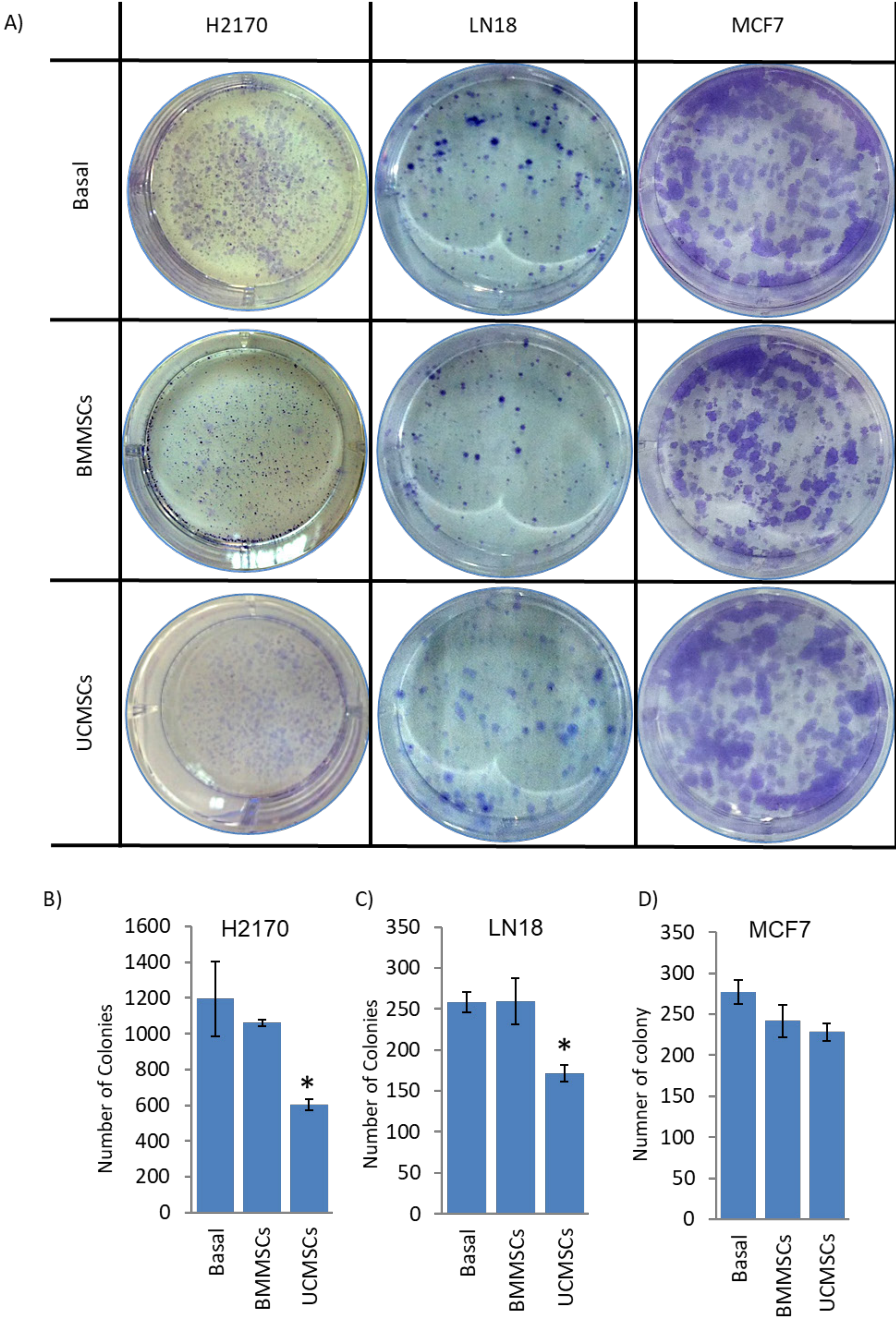 A)
H2170 LN18 MCF7
Basal
BMMSCs
UCMSCs
B)
H2170
Number of Colonies
1600
1400
1200
1000
800
600
400
200
0
*
Basal
BMMSCs
UCMSCs
C)
LN18
Number of Colonies
350
300
250
200
150
100
50
0
*
Basal
BMMSCs
UCMSCs
D)
MCF7
Numner of colony
350
300
250
200
150
100
50
0
Basal
BMMSCs
UCMSCs